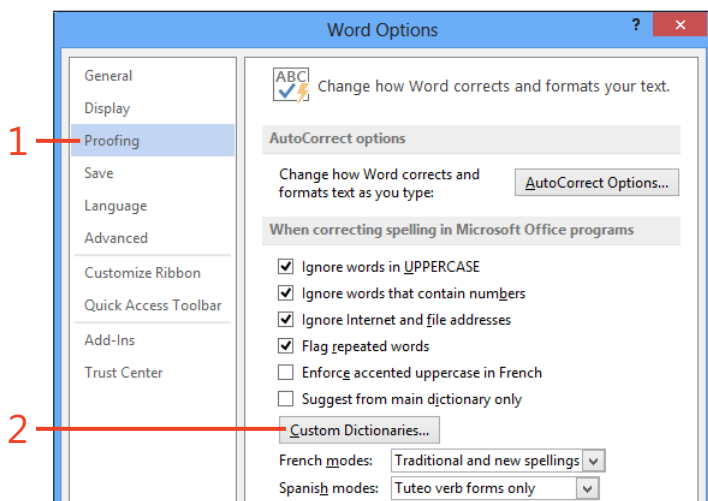 Word Options
?
×
General
Display
1
Proofing
Save
Language
Advanced
Customize Ribbon
Quick Access Toolbar
Add-Ins
Trust Center
ABC
Change how Word corrects and formats your text.
AutoCorrect options
Change how Word corrects and
formats text as you type:
AutoCorrect Options...
When correcting spelling in Microsoft Office programs
Ignore words in UPPERCASE
Ignore words that contain numbers
Ignore Internet and file addresses
Flag repeated words
Enforce accented uppercase in French
Suggest from main dictionary only
2
Custom Dictionaries...
French modes: Traditional and new spellings
Spanish modes: Tuteo verb forms only